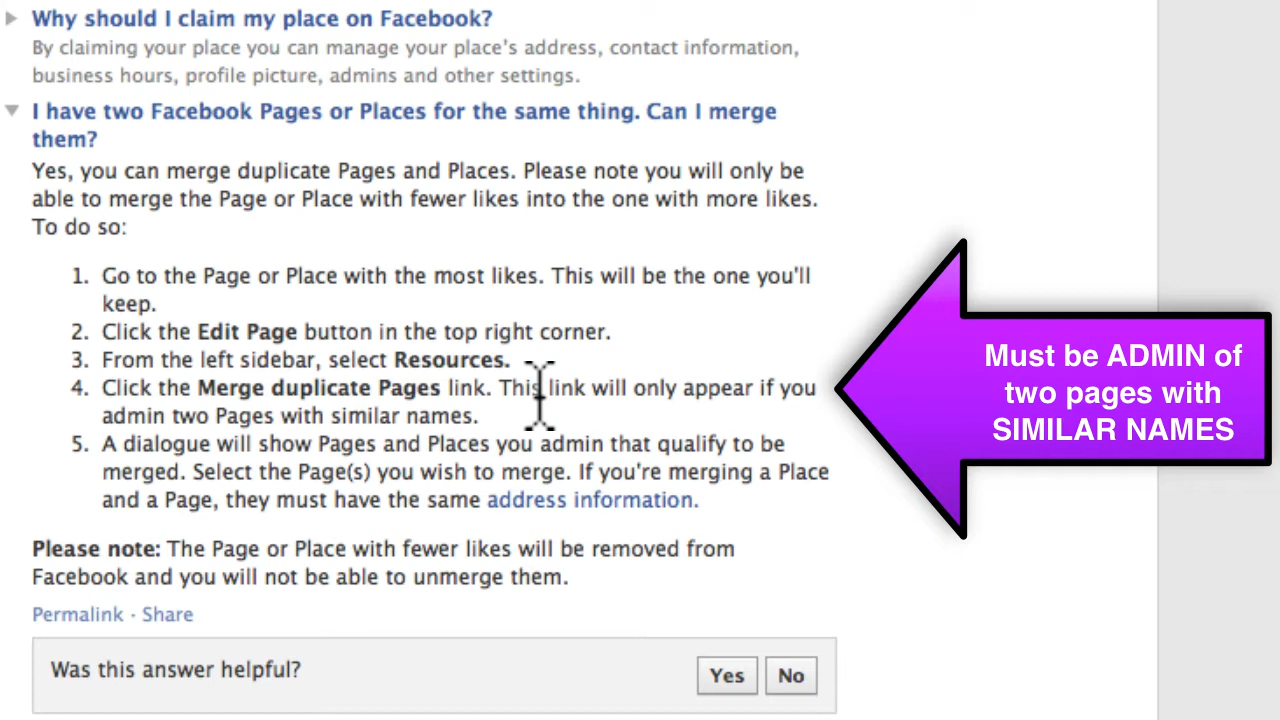 Why should I claim my place on Facebook?
By claiming your place you can manage your place's address, contact information,
business hours, profile picture, admins and other settings.
I have two Facebook Pages or Places for the same thing. Can I merge
them?
Yes, you can merge duplicate Pages and Places. Please note you will only be
able to merge the Page or Place with fewer likes into the one with more likes.
To do so:
1. Go to the Page or Place with the most likes. This will be the one you'll
keep.
2. Click the Edit Page button in the top right corner.
3. From the left sidebar, select Resources.
4. Click the Merge duplicate Pages link. This link will only appear if you
admin two Pages with similar names.
5. A dialogue will show Pages and Places you admin that qualify to be
merged. Select the Page(s) you wish to merge. If you're merging a Place
and a Page, they must have the same address information.
Please note: The Page or Place with fewer likes will be removed from
Facebook and you will not be able to unmerge them.
Permalink · Share
Was this answer helpful?
Yes No
Must be ADMIN of
two pages with
SIMILAR NAMES